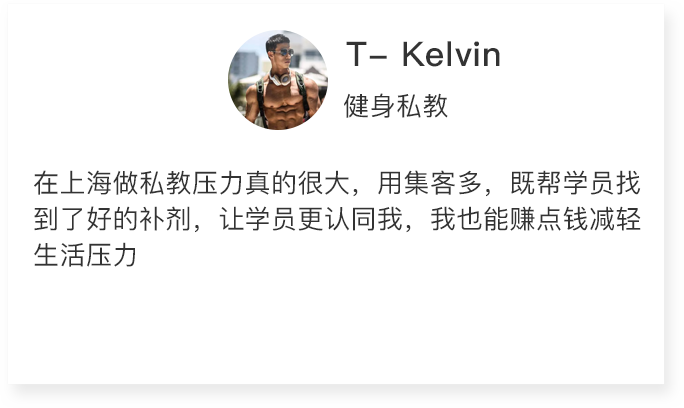 T- Kelvin
健身私教
在上海做私教压力真的很大，用集客多，既帮学员找
到了好的补剂，让学员更认同我，我也能赚点钱减轻
生活压力